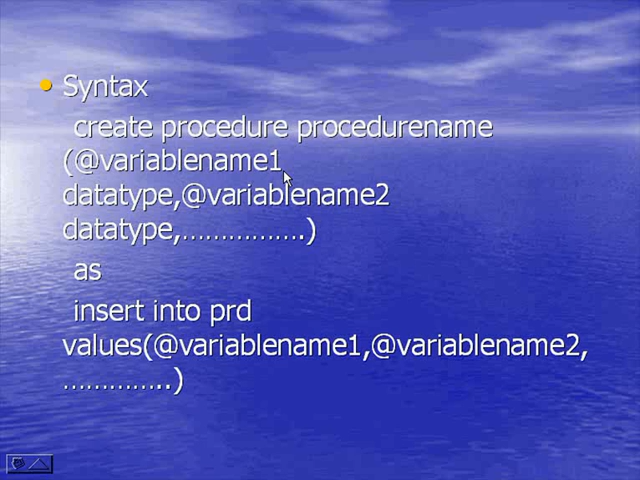 Syntax
create procedure procedurename
(@variablename1
datatype,@variablename2
datatype,…………….)
as
insert into prd
values(@variablename1,@variablename2,
…………..)